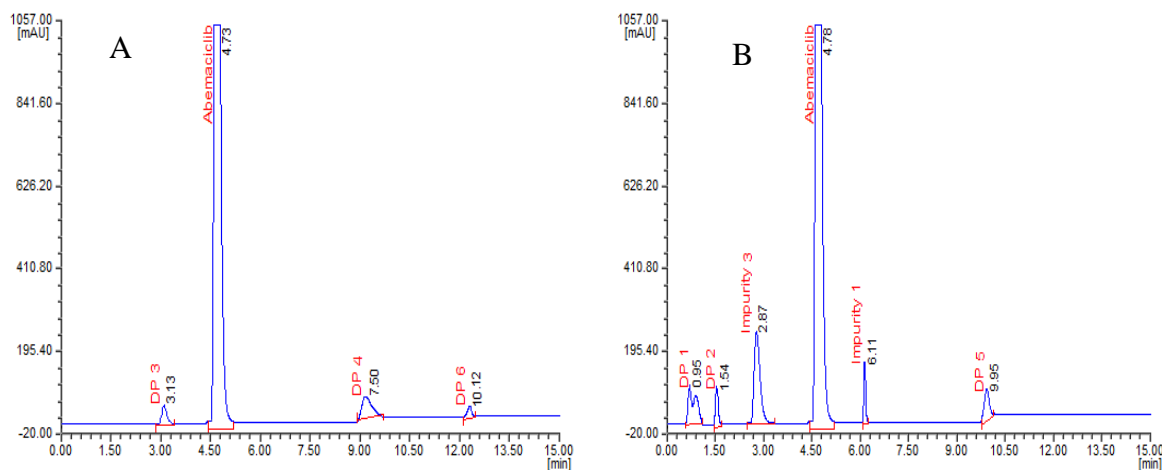 A
1057.00
[mAU]
841.60
626.20
410.80
195.40
-20.00
0.00 1.50 3.00 4.50 6.00 7.50 9.00 10.50 12.00 13.50 15.00
[min]
DP 3
3.13
Abemaciclib
4.73
DP 4
7.50
DP 6
10.12
B
1057.00
[mAU]
841.60
626.20
410.80
195.40
-20.00
0.00 1.50 3.00 4.50 6.00 7.50 9.00 10.50 12.00 13.50 15.00
[min]
DP 1
0.95
DP 2
1.54
Impurity 3
2.87
Abemaciclib
4.78
Impurity 1
6.11
DP 5
9.95